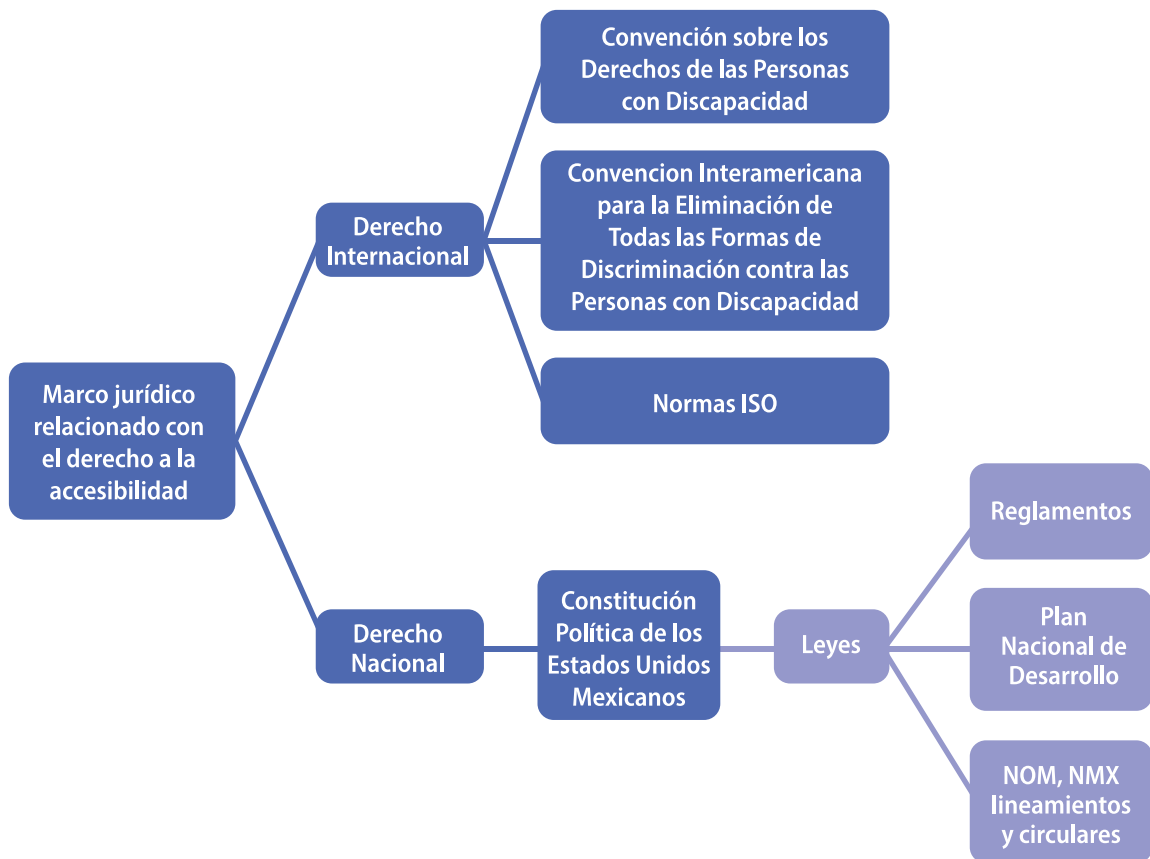 Convención sobre los
Derechos de las Personas
con Discapacidad
Convencion Interamericana
para la Eliminación de
Todas las Formas de
Discriminación contra las
Personas con Discapacidad
Derecho
Internacional
Normas ISO
Marco jurídico
relacionado con
el derecho a la
accesibilidad
Derecho
Nacional
Constitución
Política de los
Estados Unidos
Mexicanos
Leyes
Reglamentos
Plan
Nacional de
Desarrollo
NOM, NMX
lineamientos
y circulares